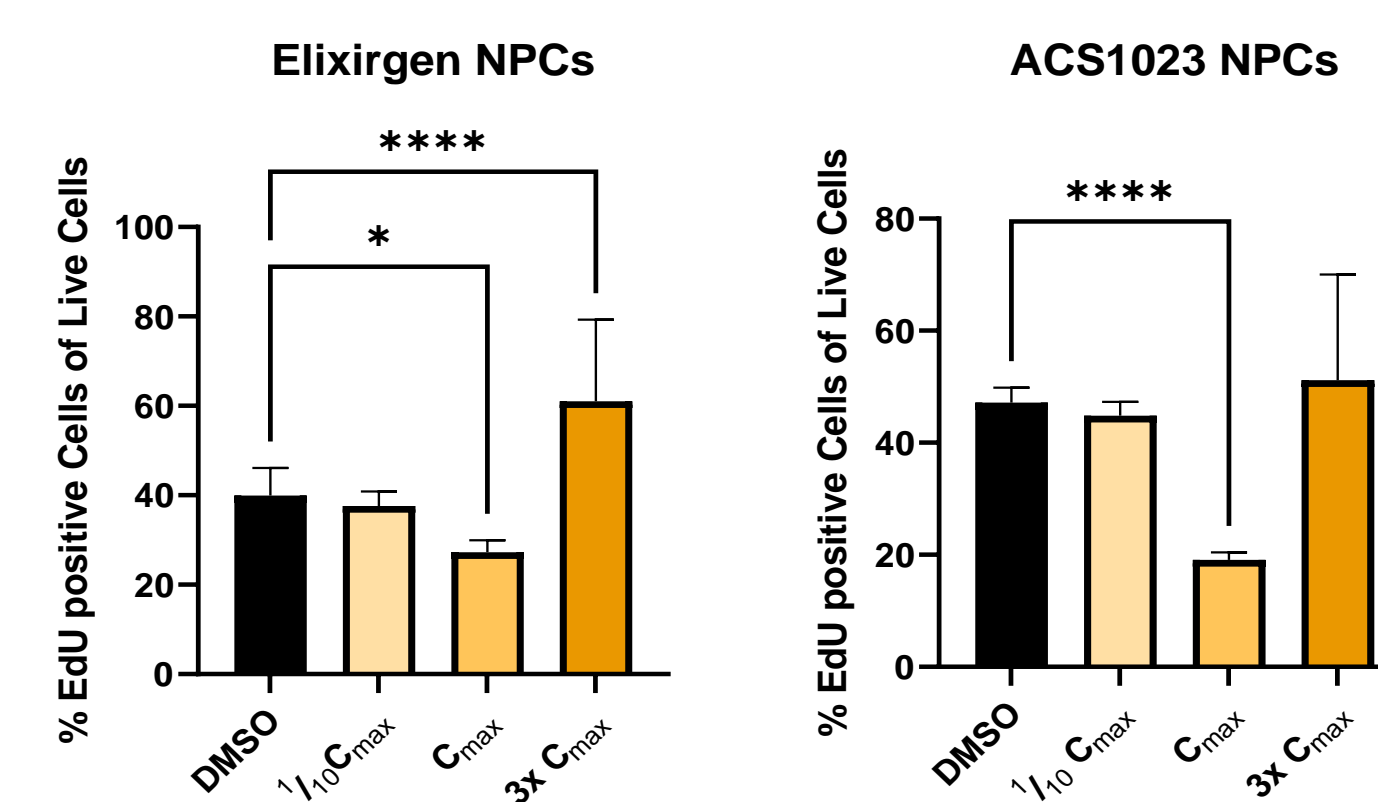 Elixirgen NPCs
% EdU positive Cells of Live Cells
****
*
100
80
60
40
20
0
DMSO
1/10Cmax
Cmax
3x Cmax
ACS1023 NPCs
% EdU positive Cells of Live Cells
****
80
60
40
20
0
DMSO
1/10 Cmax
Cmax
3x Cmax